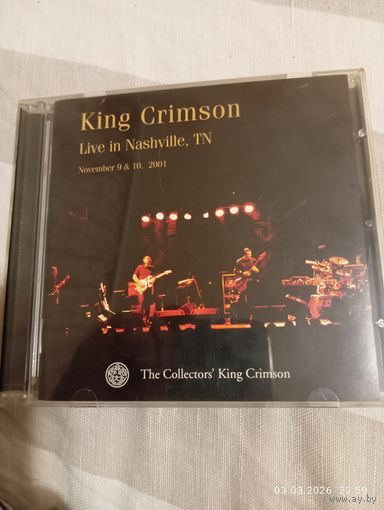 King Crimson
Live in Nashville, TN
November 9 & 10, 2001
The Collectors' King Crimson
03.03.2026 22:59
www.ay.by